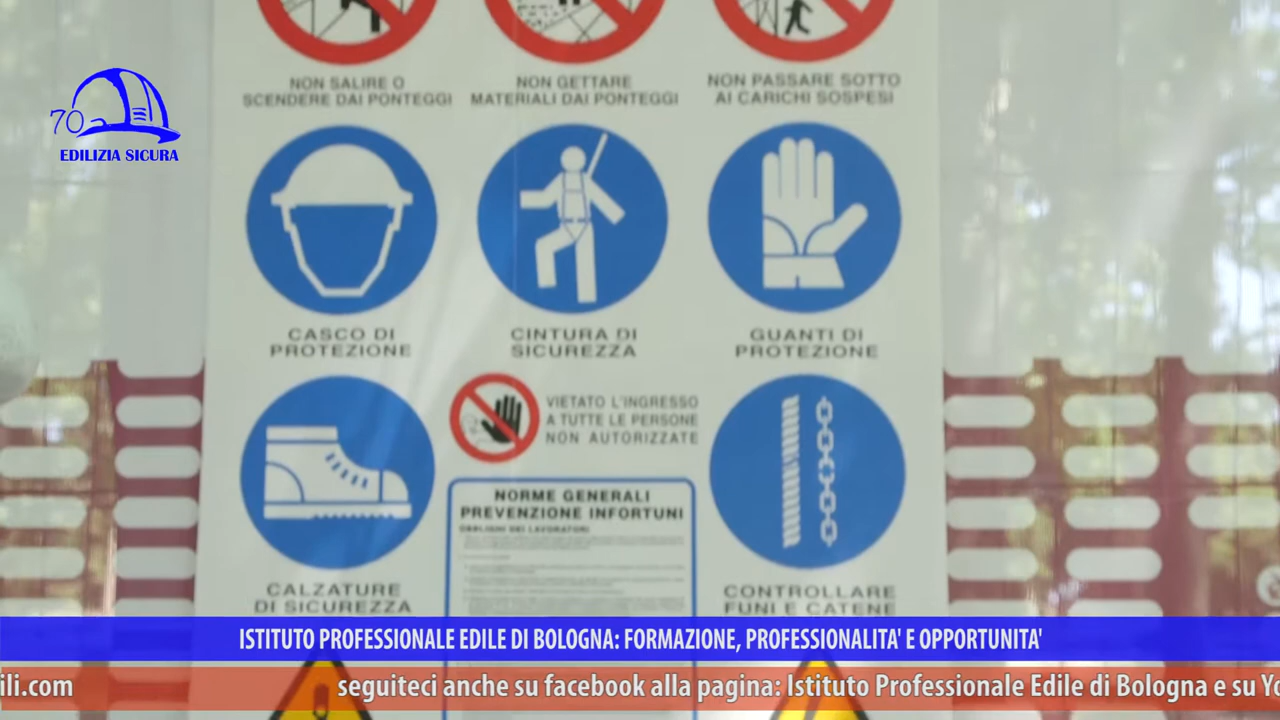 NON SALIRE O
SCENDERE DAI PONTEGGI
NON GETTARE
MATERIALI DAI PONTEGGI
NON PASSARE SOTTO
AI CARICHI SOSPESI
70
EDILIZIA SICURA
CASCO DI
PROTEZIONE
CINTURA DI
SICUREZZA
GUANTI DI
PROTEZIONE
VIETATO L'INGRESSO
A TUTTE LE PERSONE
NON AUTORIZZATE
NORME GENERALI
PREVENZIONE INFORTUNI
OBBLIGHI DEI LAVORATORI
CALZATURE
DI SICUREZZA
CONTROLLARE
FUNI E CATENE
ISTITUTO PROFESSIONALE EDILE DI BOLOGNA: FORMAZIONE, PROFESSIONALITA' E OPPORTUNITA'
ili.com seguiteci anche su facebook alla pagina: Istituto Professionale Edile di Bologna e su Yo